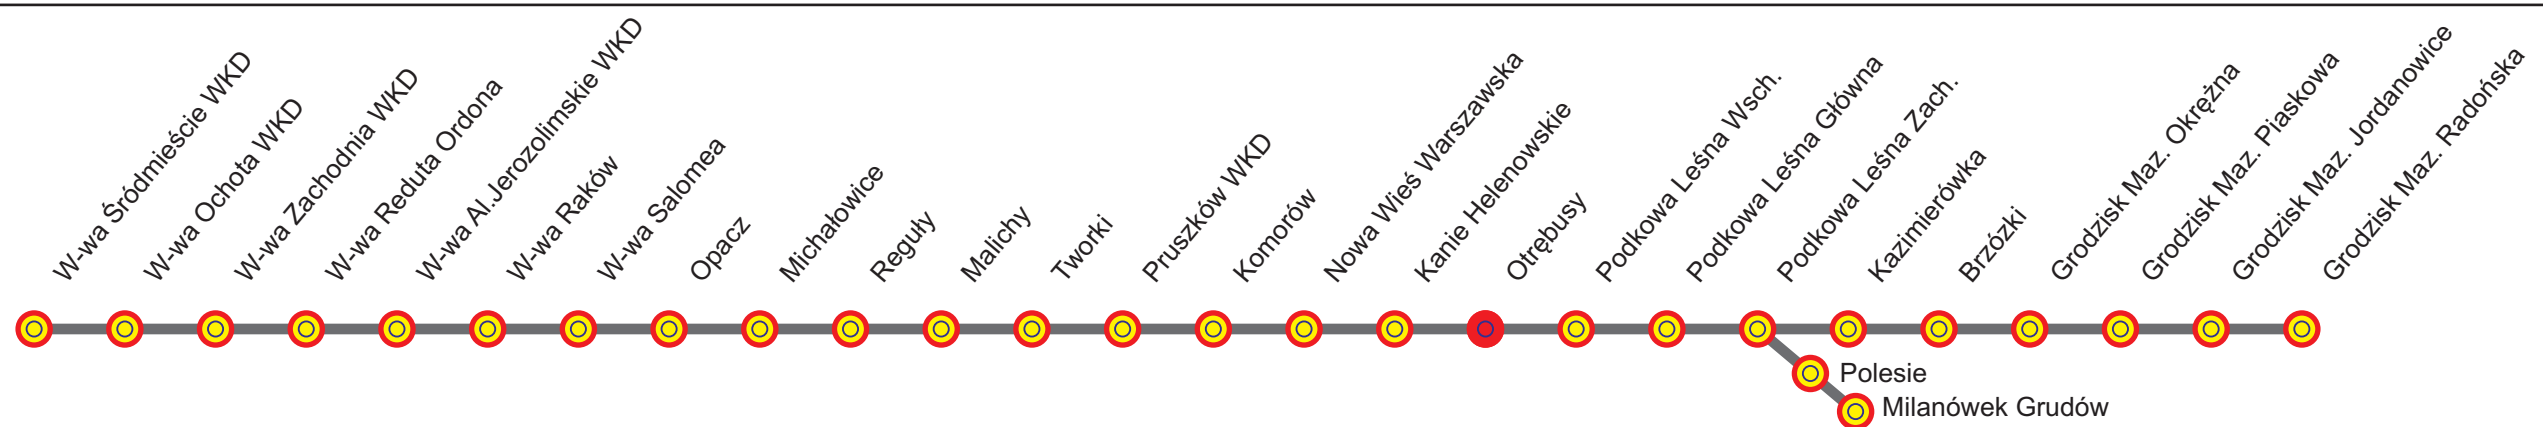 W-wa Śródmieście WKD
W-wa Ochota WKD
W-wa Zachodnia WKD
W-wa Reduta Ordona
W-wa Al.Jerozolimskie WKD
W-wa Raków
W-wa Salomea
Opacz
Michałowice
Reguły
Malichy
Tworki
Pruszków WKD
Komorów
Nowa Wieś Warszawska
Kanie Helenowskie
Otrębusy
Podkowa Leśna Wsch.
Podkowa Leśna Główna
Podkowa Leśna Zach.
Kazimierówka
Brzózki
Grodzisk Maz. Okrężna
Grodzisk Maz. Piaskowa
Grodzisk Maz. Jordanowice
Grodzisk Maz. Radońska
Polesie
Milanówek Grudów